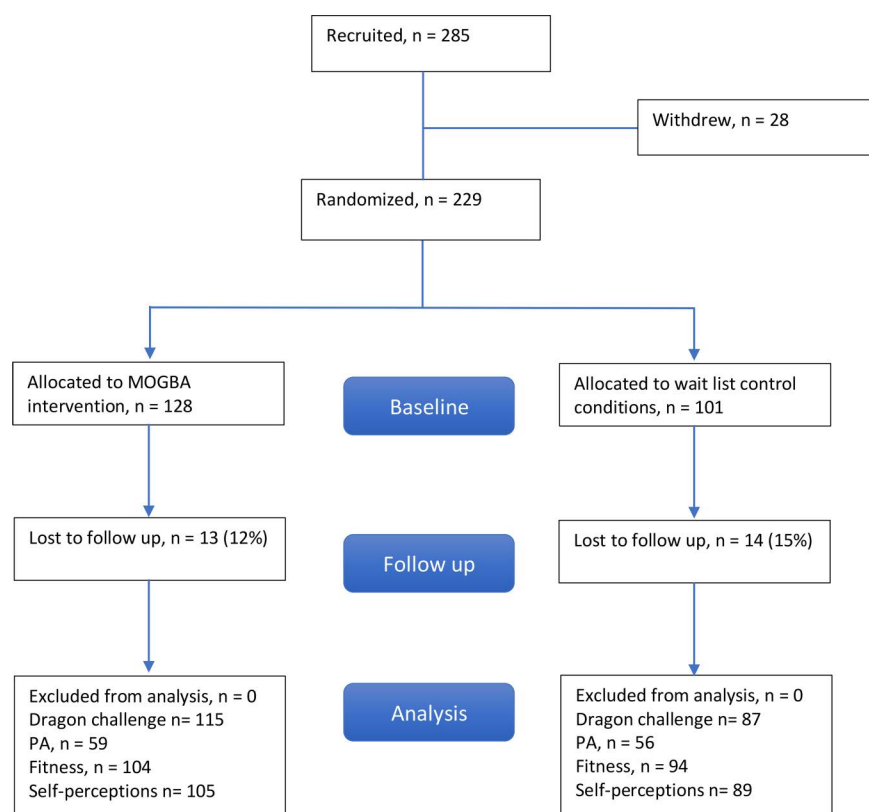 Recruited, n = 285
Withdrew, n = 28
Randomized, n = 229
Allocated to MOGBA
intervention, n = 128
Baseline
Allocated to wait list control
conditions, n = 101
Lost to follow up, n = 13 (12%)
Follow up
Lost to follow up, n = 14 (15%)
Excluded from analysis, n = 0
Dragon challenge n= 115
PA, n = 59
Fitness, n = 104
Self-perceptions n= 105
Analysis
Excluded from analysis, n = 0
Dragon challenge n= 87
PA, n = 56
Fitness, n = 94
Self-perceptions n= 89